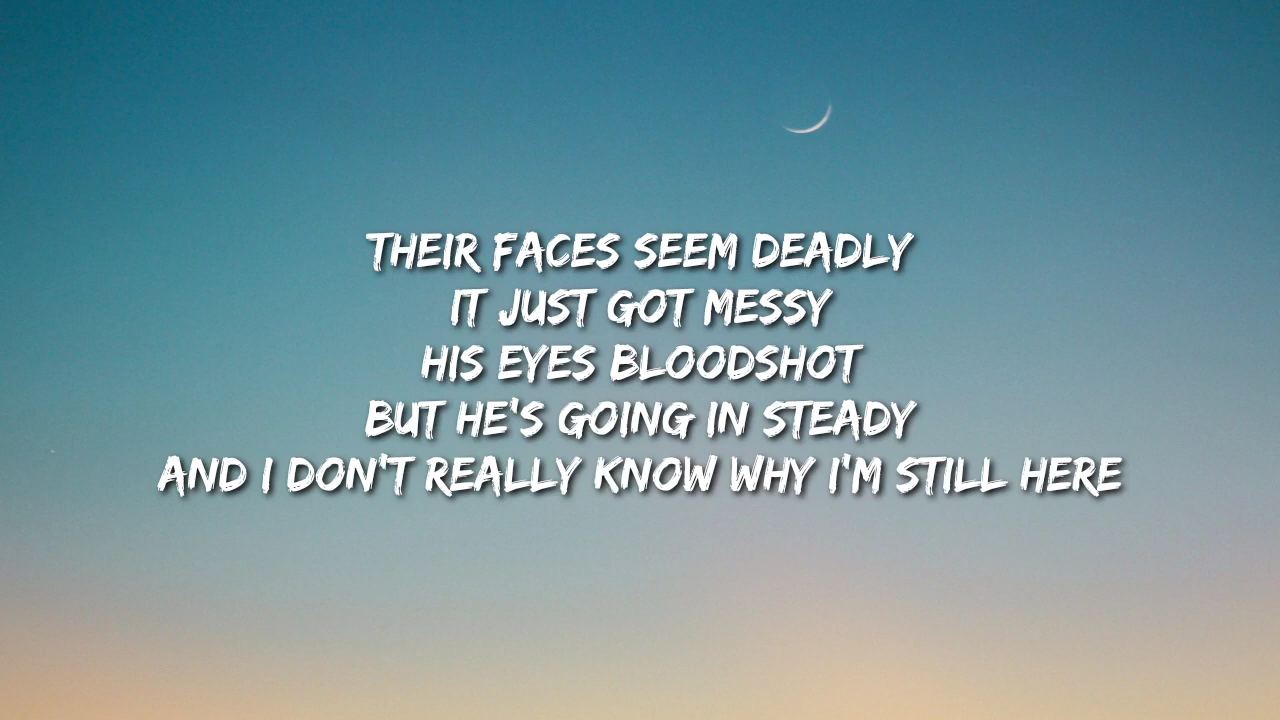 THEIR FACES SEEM DEADLY
IT JUST GOT MESSY
HIS EYES BLOODSHOT
BUT HE'S GOING IN STEADY
AND I DON'T REALLY KNOW WHY I'M STILL HERE